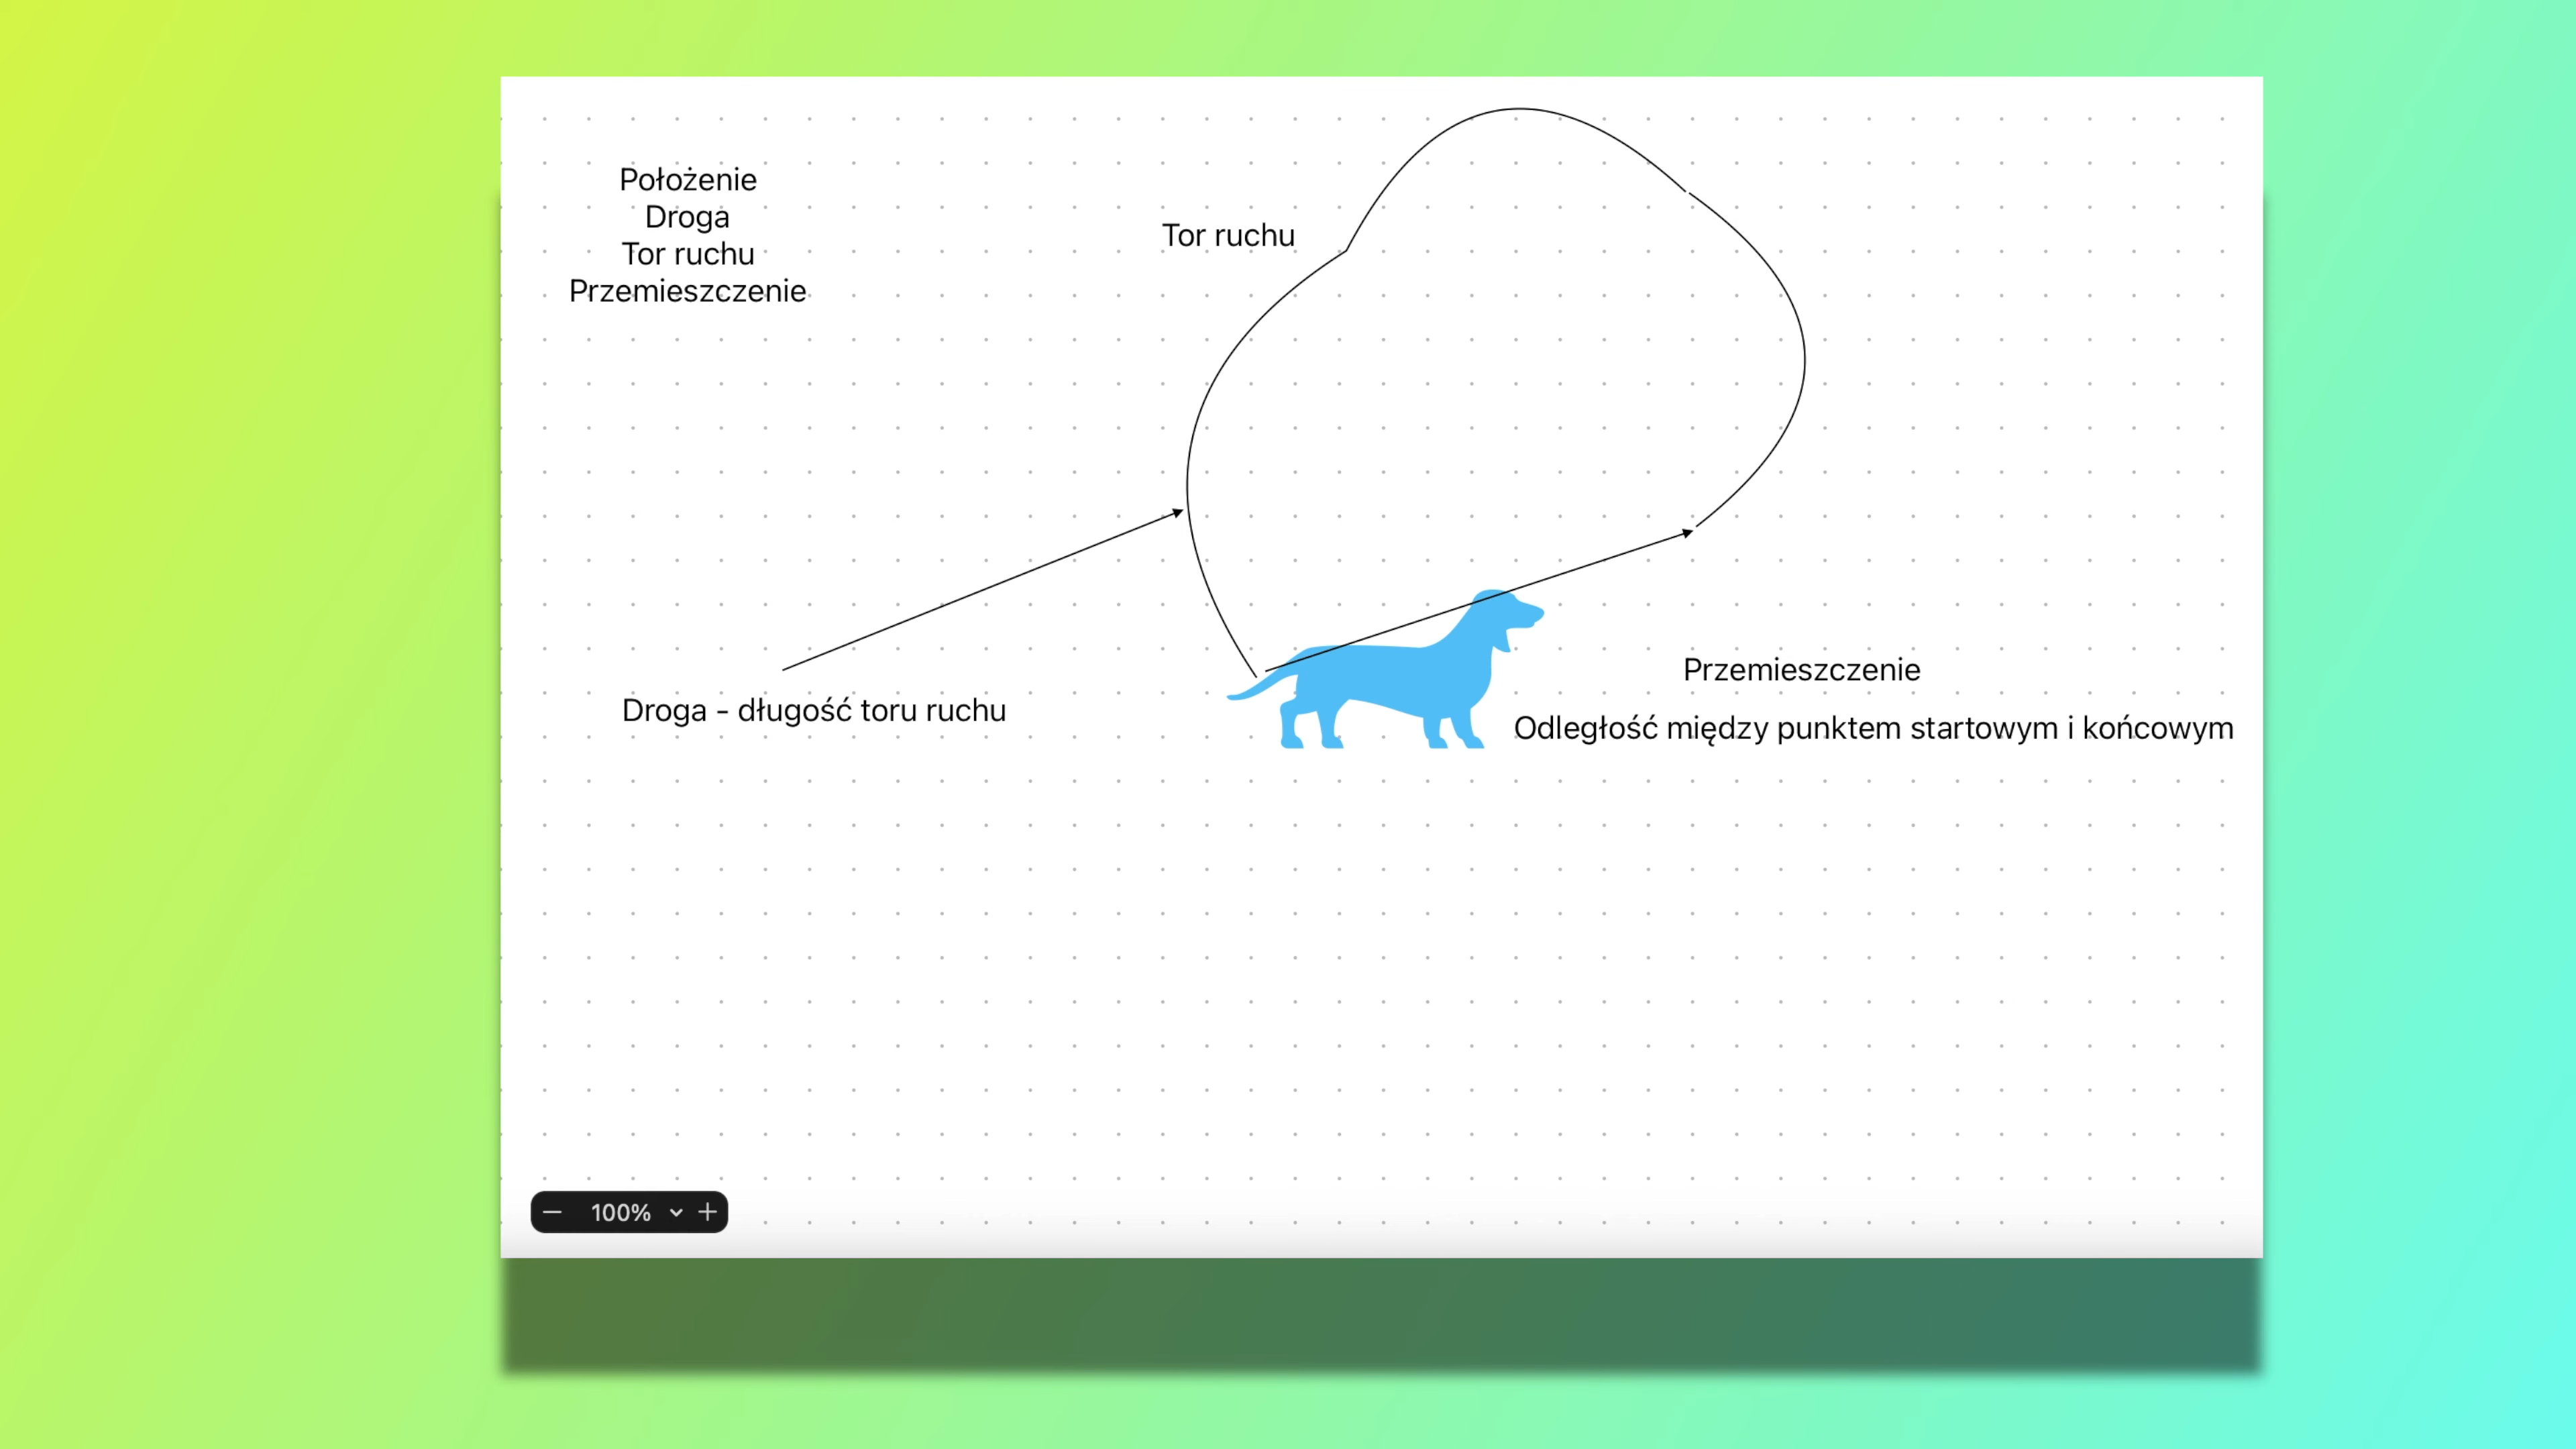 Położenie
Droga
Tor ruchu
Przemieszczenie
Tor ruchu
Droga - długość toru ruchu
Przemieszczenie
Odległość między punktem startowym i końcowym
100%